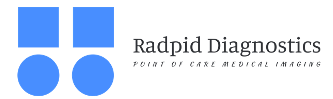 Radpid Diagnostics
POINT OF CARE MEDICAL IMAGING